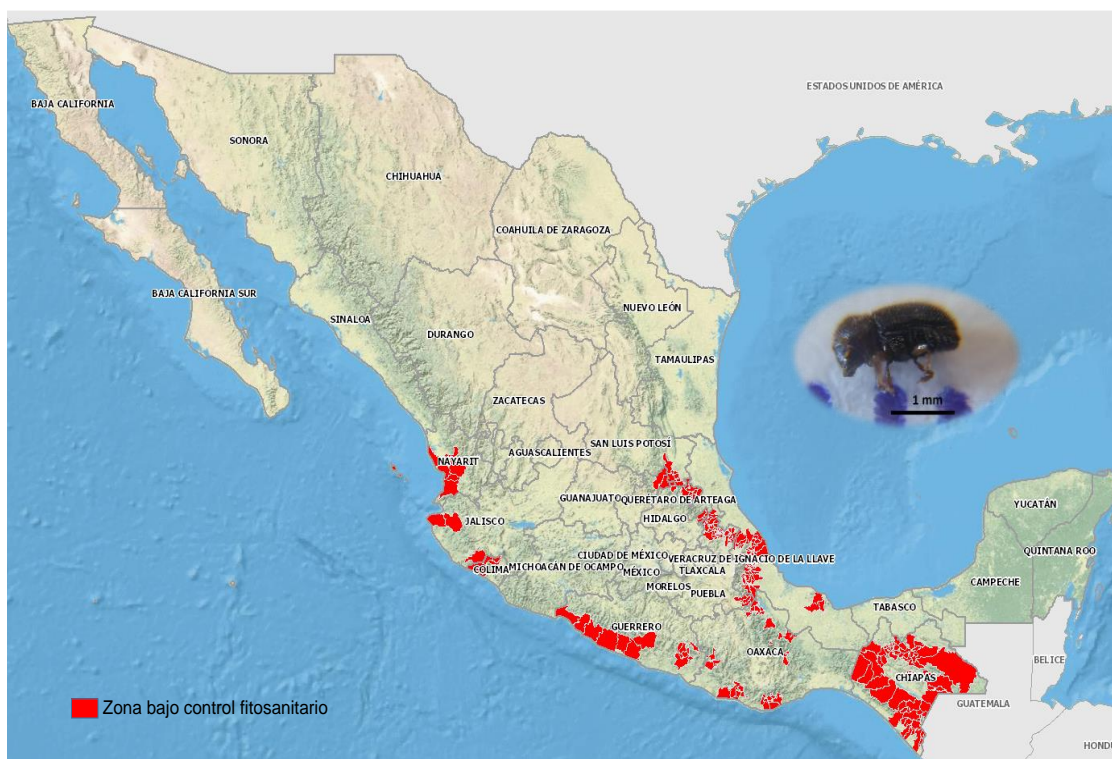 ESTADOS UNIDOS DE AMÉRICA
BAJA CALIFORNIA
SONORA
CHIHUAHUA
COAHUILA DE ZARAGOZA
BAJA CALIFORNIA SUR
NUEVO LEÓN
SINALOA
DURANGO
TAMAULIPAS
1 mm
ZACATECAS
SAN LUIS POTOSÍ
AGUASCALIENTES
NAYARIT
GUANAJUATO
QUERÉTARO DE ARTEAGA
YUCATÁN
JALISCO
HIDALGO
QUINTANA ROO
CIUDAD DE MÉXICO
VERACRUZ DE IGNACIO DE LA LLAVE
COLIMA
MICHOACÁN DE OCAMPO
MÉXICO
TLAXCALA
CAMPECHE
MORELOS
PUEBLA
TABASCO
GUERRERO
OAXACA
BELICE
CHIAPAS
GUATEMALA
Zona bajo control fitosanitario
HONDU